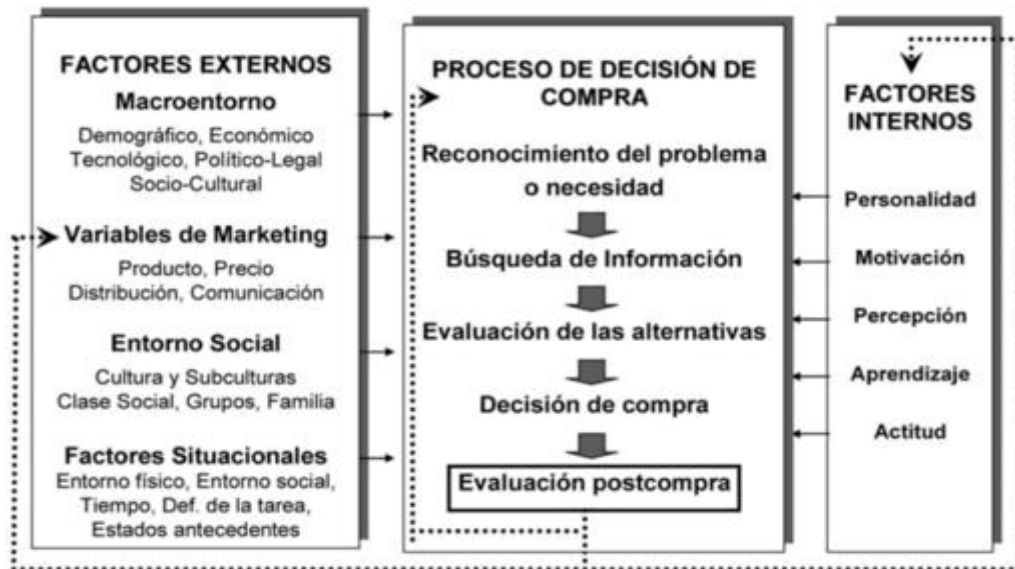 FACTORES EXTERNOS
Macroentorno
Demográfico, Económico
Tecnológico, Político-Legal
Socio-Cultural
Variables de Marketing
Producto, Precio
Distribución, Comunicación
Entorno Social
Cultura y Subculturas
Clase Social, Grupos, Familia
Factores Situacionales
Entorno físico, Entorno social,
Tiempo, Def. de la tarea,
Estados antecedentes
PROCESO DE DECISIÓN DE
COMPRA
Reconocimiento del problema
o necesidad
Búsqueda de Información
Evaluación de las alternativas
Decisión de compra
Evaluación postcompra
FACTORES
INTERNOS
Personalidad
Motivación
Percepción
Aprendizaje
Actitud